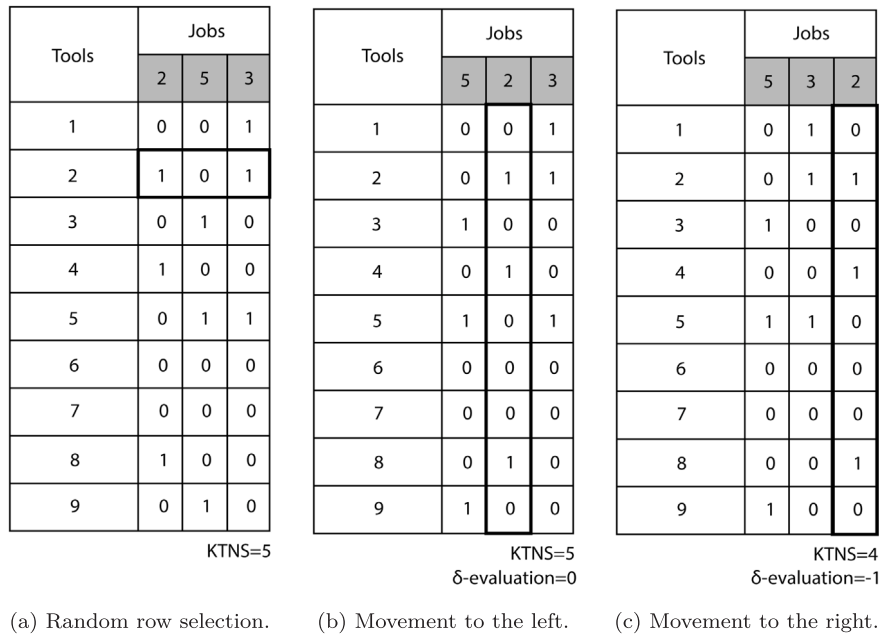 Tools Jobs
2 5 3
1 0 0 1
2 1 0 1
3 0 1 0
4 1 0 0
5 0 1 1
6 0 0 0
7 0 0 0
8 1 0 0
9 0 1 0
KTNS=5
(a) Random row selection.
Tools Jobs
5 2 3
1 0 0 1
2 0 1 1
3 1 0 0
4 0 1 0
5 1 0 1
6 0 0 0
7 0 0 0
8 0 1 0
9 1 0 0
KTNS=5
δ-evaluation=0
(b) Movement to the left.
Tools Jobs
5 3 2
1 0 1 0
2 0 1 1
3 1 0 0
4 0 0 1
5 1 1 0
6 0 0 0
7 0 0 0
8 0 0 1
9 1 0 0
KTNS=4
δ-evaluation=-1
(c) Movement to the right.